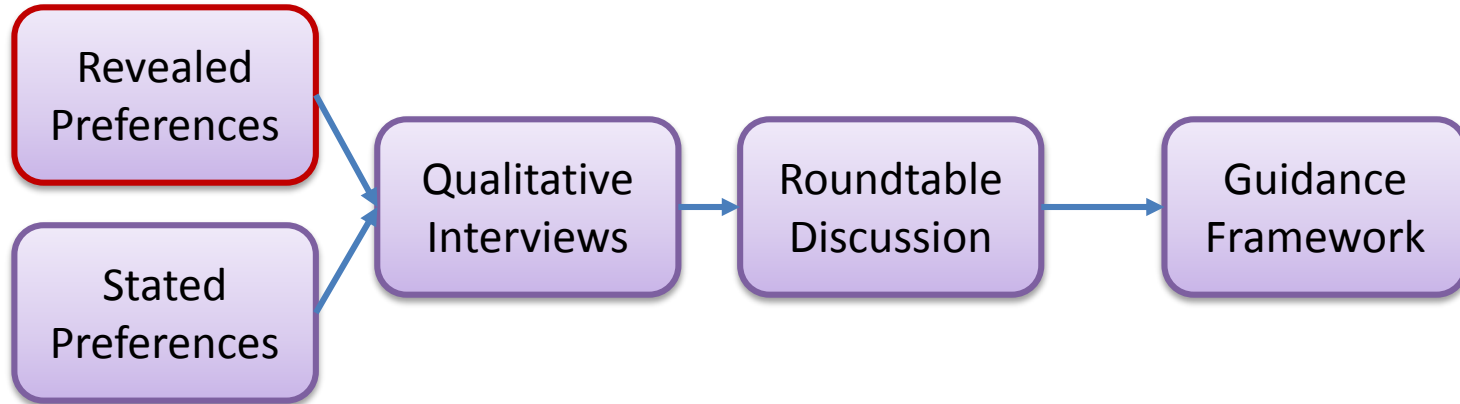 Revealed
Preferences
Stated
Preferences
Qualitative
Interviews
Roundtable
Discussion
Guidance
Framework